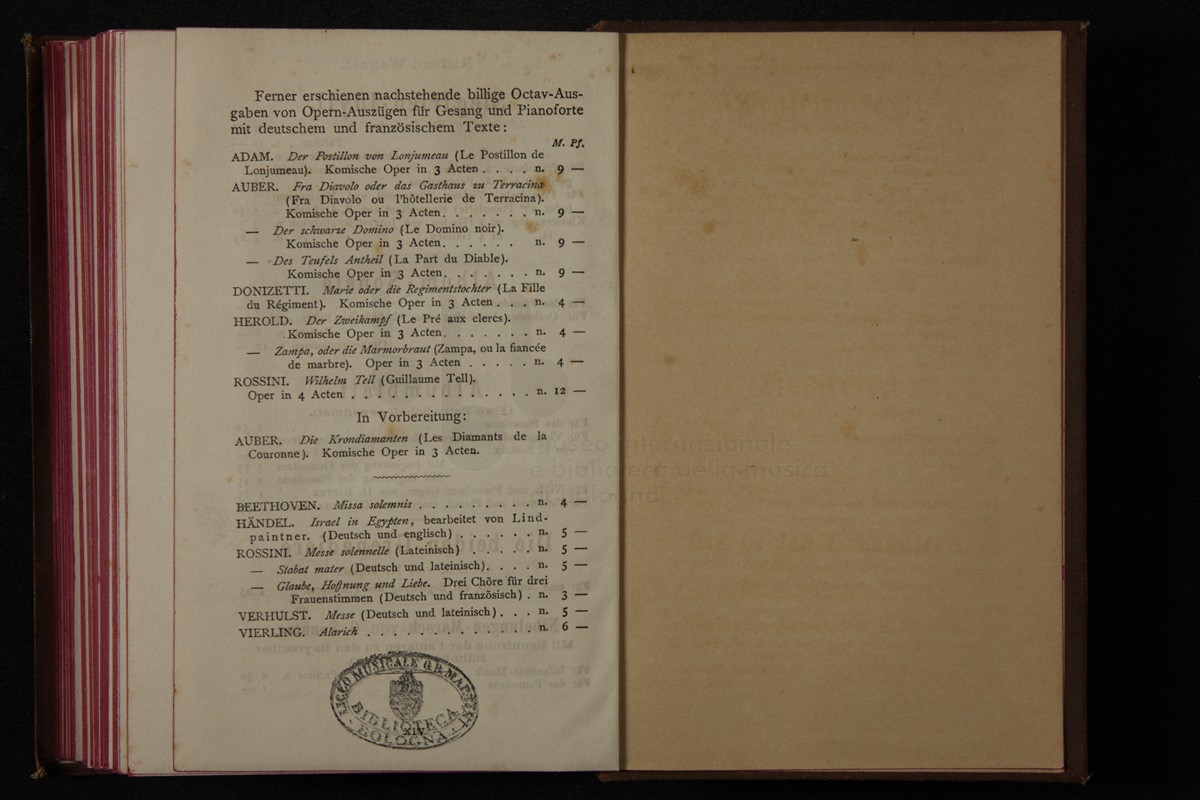 Ferner erschienen nachstehende billige Octav-Aus-
gaben von Opern-Auszügen für Gesang und Pianoforte
mit deutschem und französischem Texte:
M. Pf.
ADAM. Der Postillon von Lonjumeau (Le Postillon de
Lonjumeau). Komische Oper in 3 Acten . . . . n. 9 —
AUBER. Fra Diavolo oder das Gasthaus zu Terracina
(Fra Diavolo ou l'hôtellerie de Terracina).
Komische Oper in 3 Acten. . . . . . . n. 9 —
— Der schwarze Domino (Le Domino noir).
Komische Oper in 3 Acten. . . . . . n. 9 —
— Des Teufels Antheil (La Part du Diable).
Komische Oper in 3 Acten. . . . . . . n. 9 —
DONIZETTI. Marie oder die Regimentstochter (La Fille
du Régiment). Komische Oper in 3 Acten . . . n. 4 —
HEROLD. Der Zweikampf (Le Pré aux clercs).
Komische Oper in 3 Acten. . . . . . . n. 4 —
— Zampa, oder die Marmorbraut (Zampa, ou la fiancée
de marbre). Oper in 3 Acten . . . . . n. 4 —
ROSSINI. Wilhelm Tell (Guillaume Tell).
Oper in 4 Acten . . . . . . . . . . . . . . n. 12 —
In Vorbereitung:
AUBER. Die Krondiamanten (Les Diamants de la
Couronne). Komische Oper in 3 Acten.
BEETHOVEN. Missa solemnis . . . . . . . . . n. 4 —
HÄNDEL. Israel in Egypten, bearbeitet von Lind-
paintner. (Deutsch und englisch) . . . . . . n. 5 —
ROSSINI. Messe solennelle (Lateinisch) . . . . . n. 5 —
— Stabat mater (Deutsch und lateinisch). . . . n. 5 —
— Glaube, Hoffnung und Liebe. Drei Chöre für drei
Frauenstimmen (Deutsch und französisch) . n. 3 —
VERHULST. Messe (Deutsch und lateinisch) . . . n. 5 —
VIERLING. Alarich . . . . . . . . . . . . . n. 6 —
LICEO MUSICALE G.B. MARTINI
BIBLIOTECA
XIV
BOLOGNA
museo internazionale
e biblioteca della musica